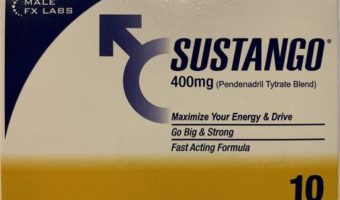 MALE
FX LABS
SUSTANGO®
400mg (Pendenadril Tytrate Blend)
Maximize Your Energy & Drive
Go Big & Strong
Fast Acting Formula
10